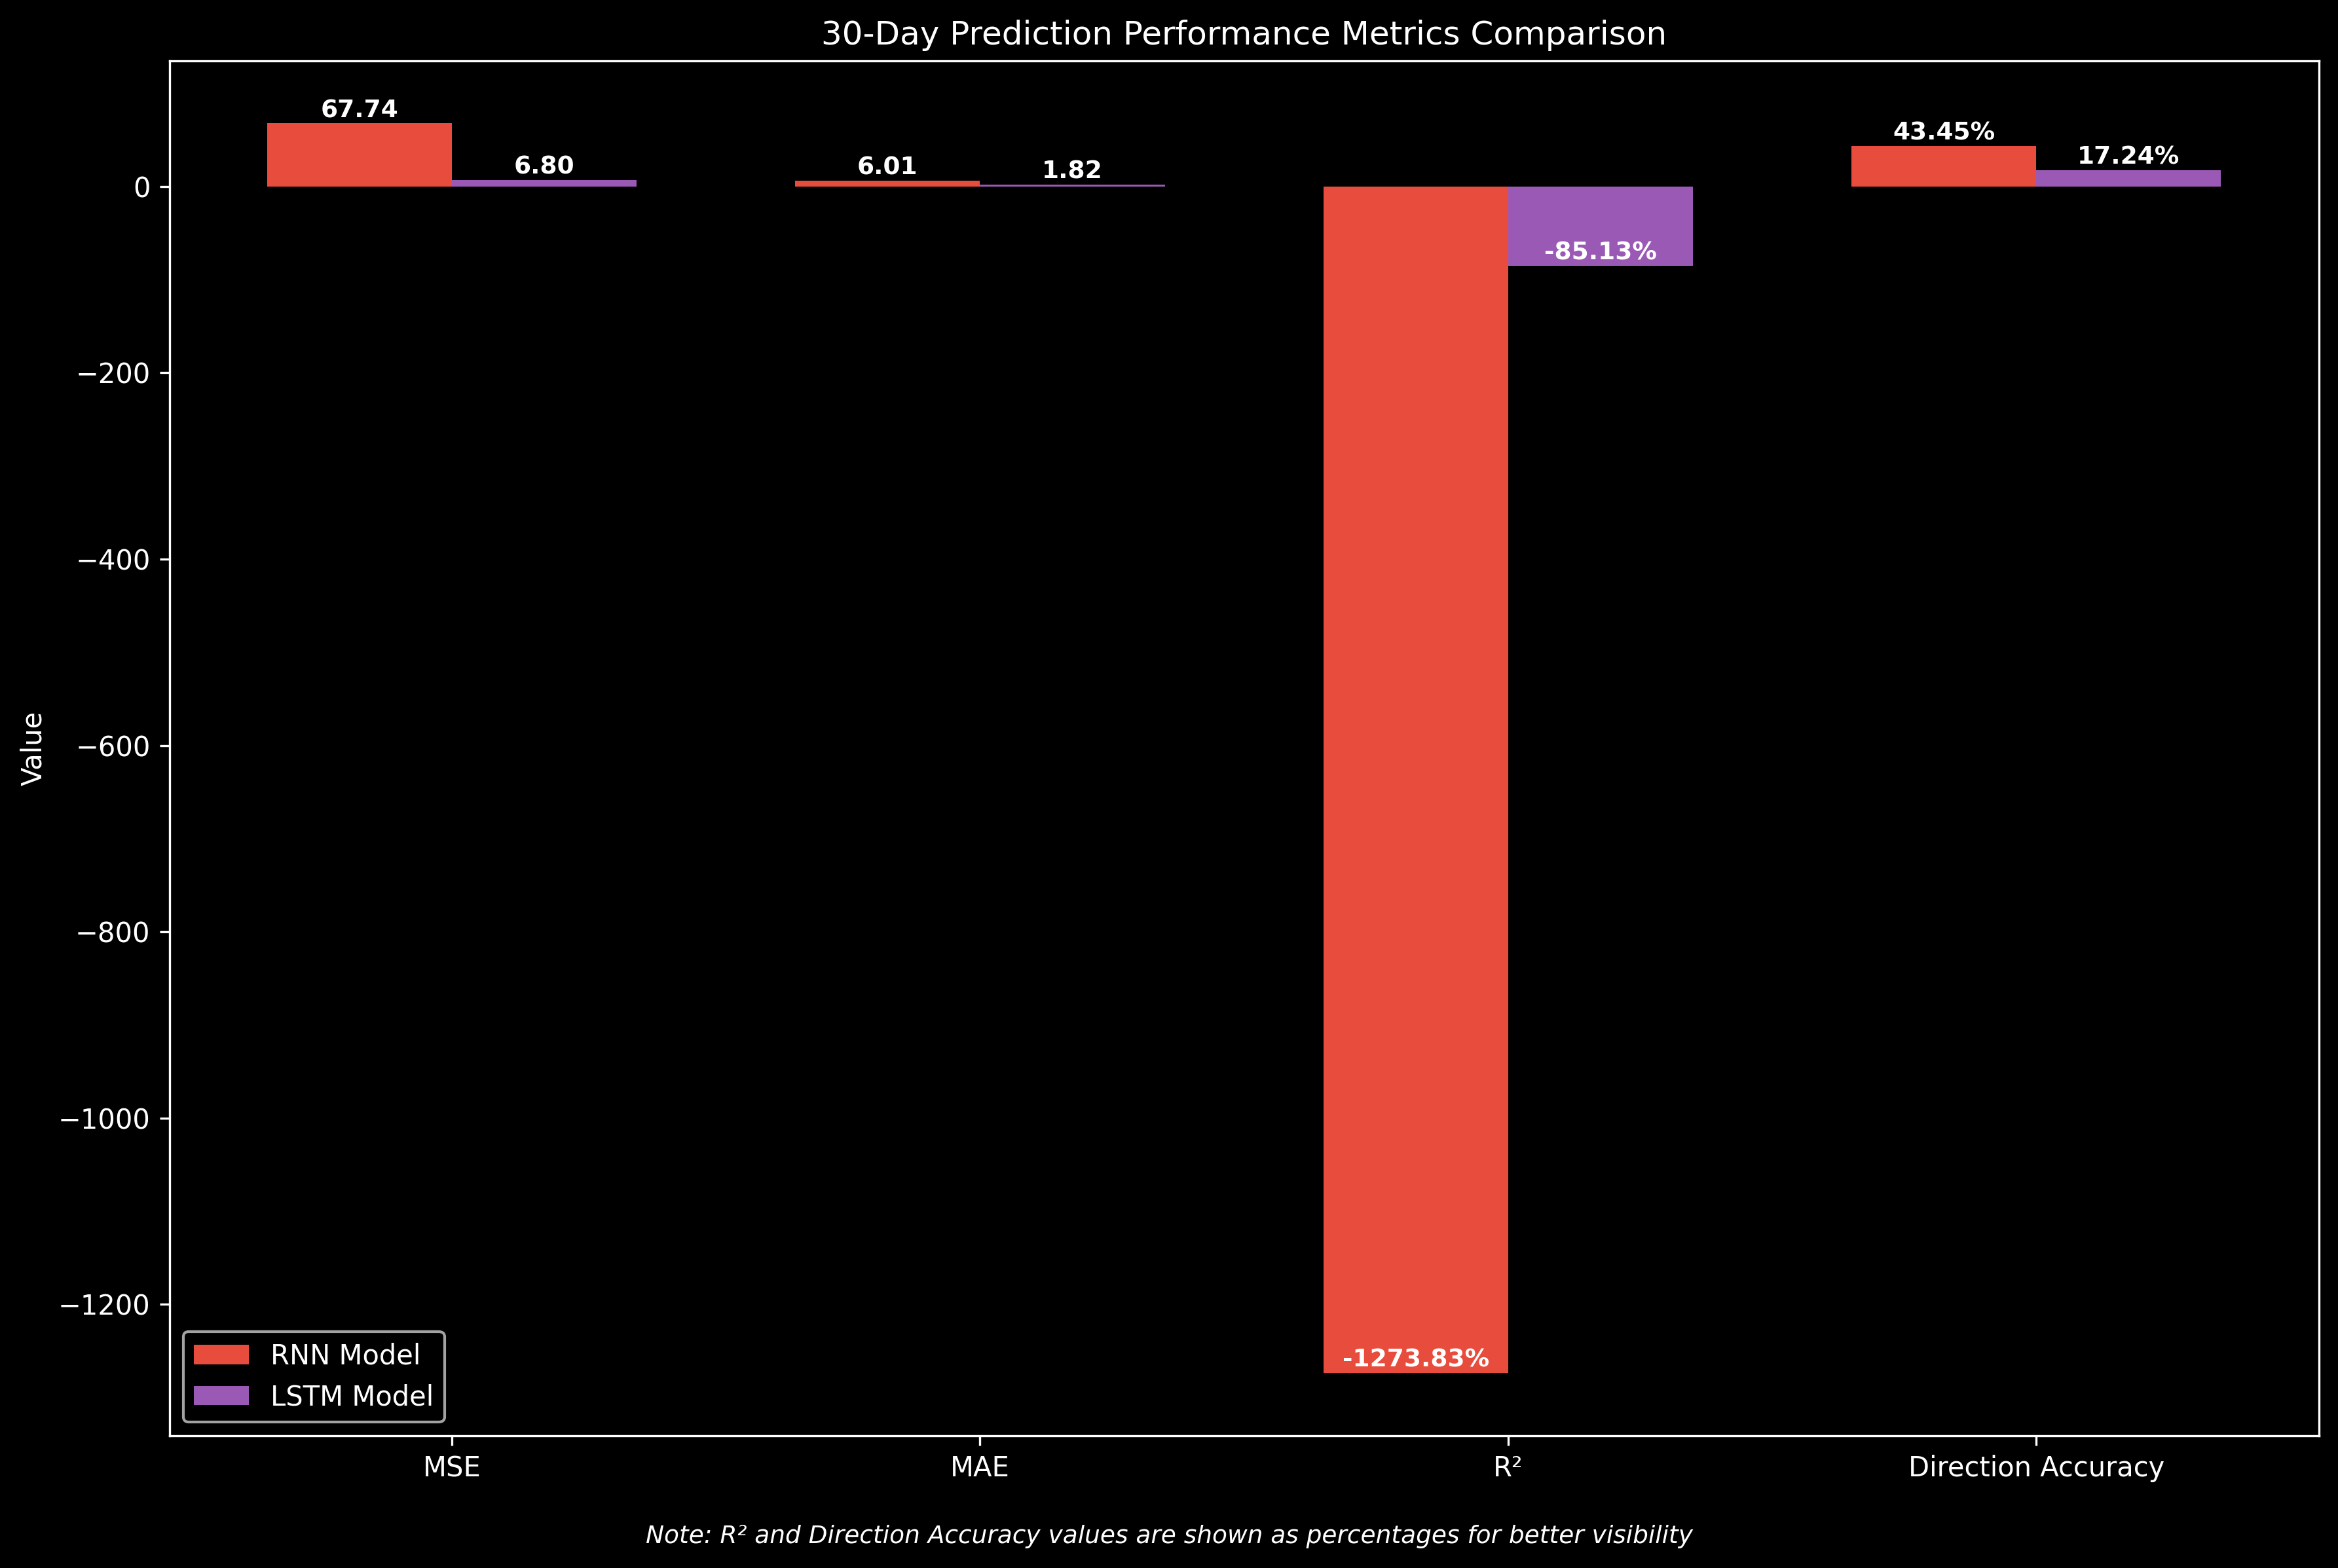 30-Day Prediction Performance Metrics Comparison
67.74
6.80
6.01
1.82
-1273.83%
-85.13%
43.45%
17.24%
0
−200
−400
−600
−800
−1000
−1200
Value
RNN Model
LSTM Model
MSE
MAE
R²
Direction Accuracy
Note: R² and Direction Accuracy values are shown as percentages for better visibility